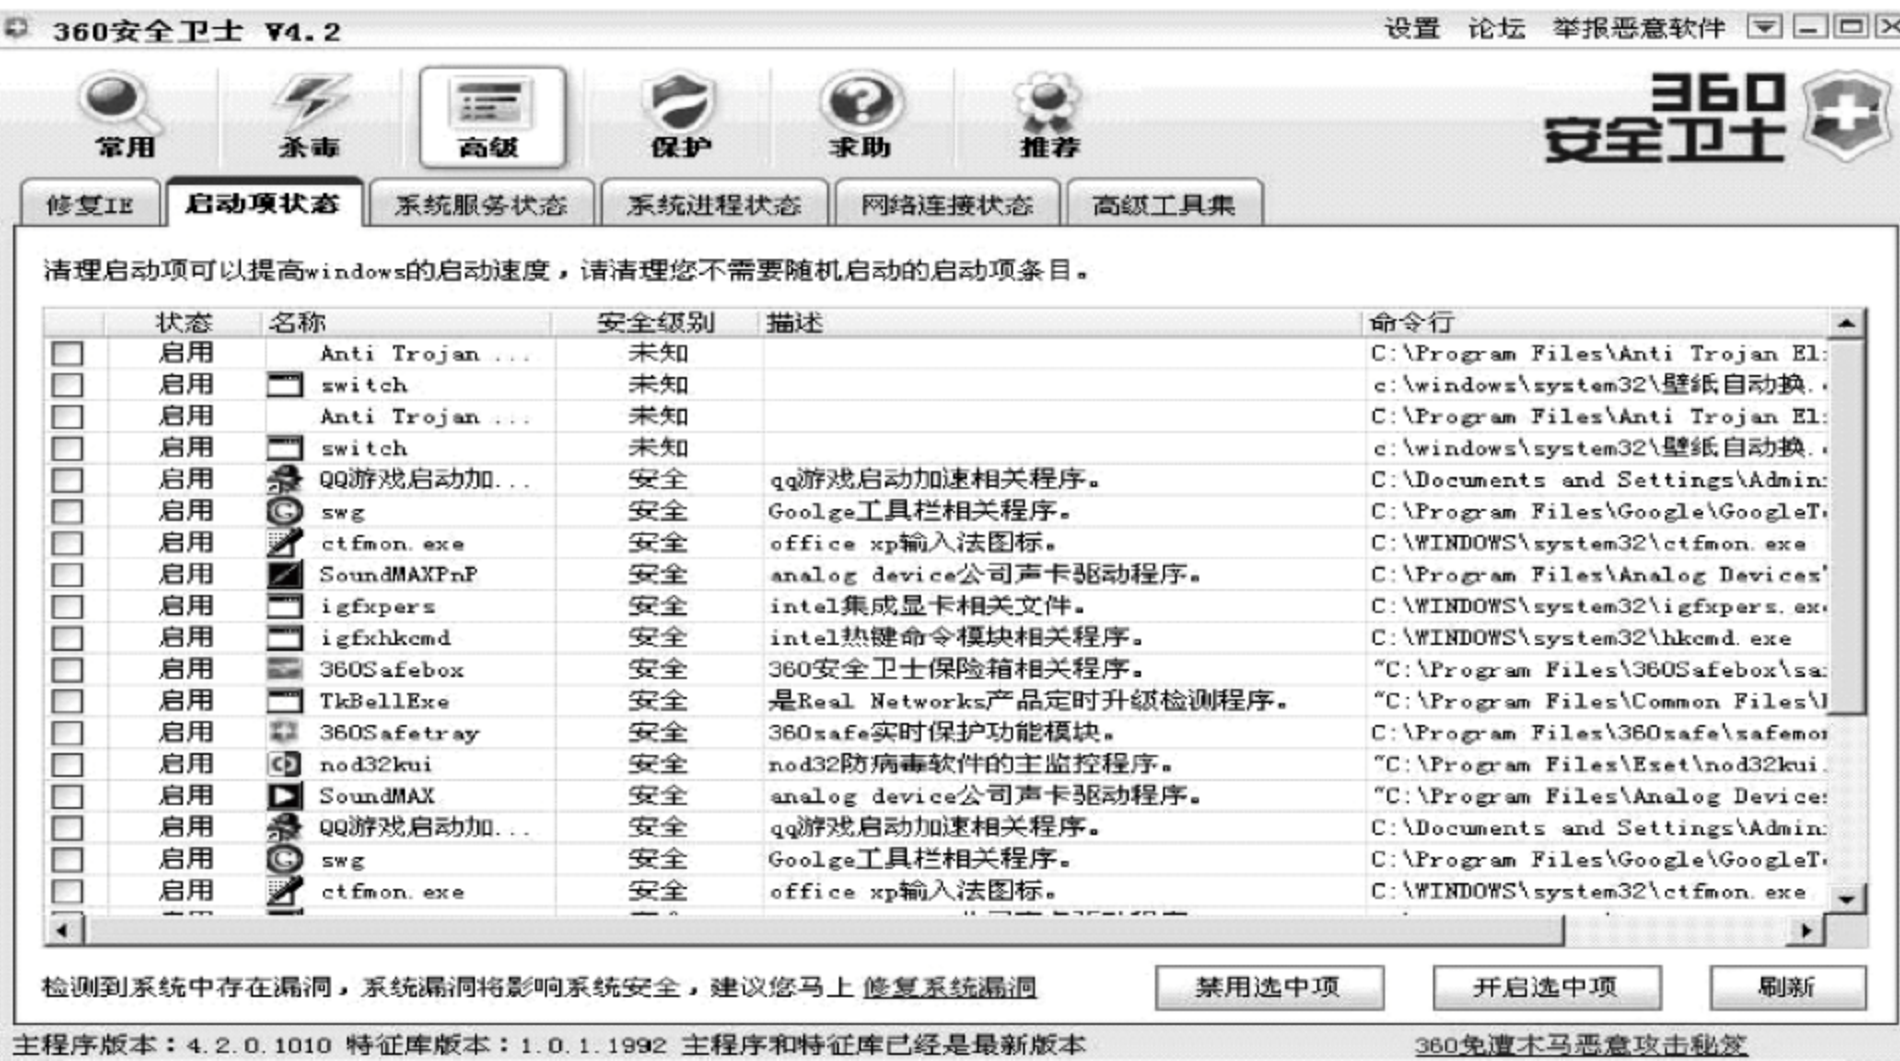 360安全卫士 V4.2 设置 论坛 举报恶意软件
常用 杀毒 高级 保护 求助 推荐
360
安全卫士
修复IE 启动项状态 系统服务状态 系统进程状态 网络连接状态 高级工具集
清理启动项可以提高windows的启动速度，请清理您不需要随机启动的启动项条目。
状态 名称 安全级别 描述 命令行
启用 Anti Trojan ... 未知 C:\Program Files\Anti Trojan El
启用 switch 未知 c:\windows\system32\壁纸自动换.
启用 Anti Trojan ... 未知 C:\Program Files\Anti Trojan El
启用 switch 未知 c:\windows\system32\壁纸自动换.
启用 QQ游戏启动加... 安全 qq游戏启动加速相关程序。 C:\Documents and Settings\Admin
启用 swg 安全 Goolge工具栏相关程序。 C:\Program Files\Google\GoogleT
启用 ctfmon.exe 安全 office xp输入法图标。 C:\WINDOWS\system32\ctfmon.exe
启用 SoundMAXPnP 安全 analog device公司声卡驱动程序。 C:\Program Files\Analog Devices
启用 igfxpers 安全 intel集成显卡相关文件。 C:\WINDOWS\system32\igfxpers.ex
启用 igfxhkcmd 安全 intel热键命令模块相关程序。 C:\WINDOWS\system32\hkcmd.exe
启用 360Safebox 安全 360安全卫士保险箱相关程序。 "C:\Program Files\360Safebox\sa
启用 TkBellExe 安全 是Real Networks产品定时升级检测程序。 "C:\Program Files\Common Files\
启用 360Safetray 安全 360safe实时保护功能模块。 C:\Program Files\360safe\safemo
启用 nod32kui 安全 nod32防病毒软件的主监控程序。 "C:\Program Files\Eset\nod32kui.
启用 SoundMAX 安全 analog device公司声卡驱动程序。 "C:\Program Files\Analog Device
启用 QQ游戏启动加... 安全 qq游戏启动加速相关程序。 C:\Documents and Settings\Admin
启用 swg 安全 Goolge工具栏相关程序。 C:\Program Files\Google\GoogleT
启用 ctfmon.exe 安全 office xp输入法图标。 C:\WINDOWS\system32\ctfmon.exe
检测到系统中存在漏洞，系统漏洞将影响系统安全，建议您马上 修复系统漏洞 禁用选中项 开启选中项 刷新
主程序版本：4.2.0.1010 特征库版本：1.0.1.1992 主程序和特征库已经是最新版本 360免遭木马恶意攻击秘笈